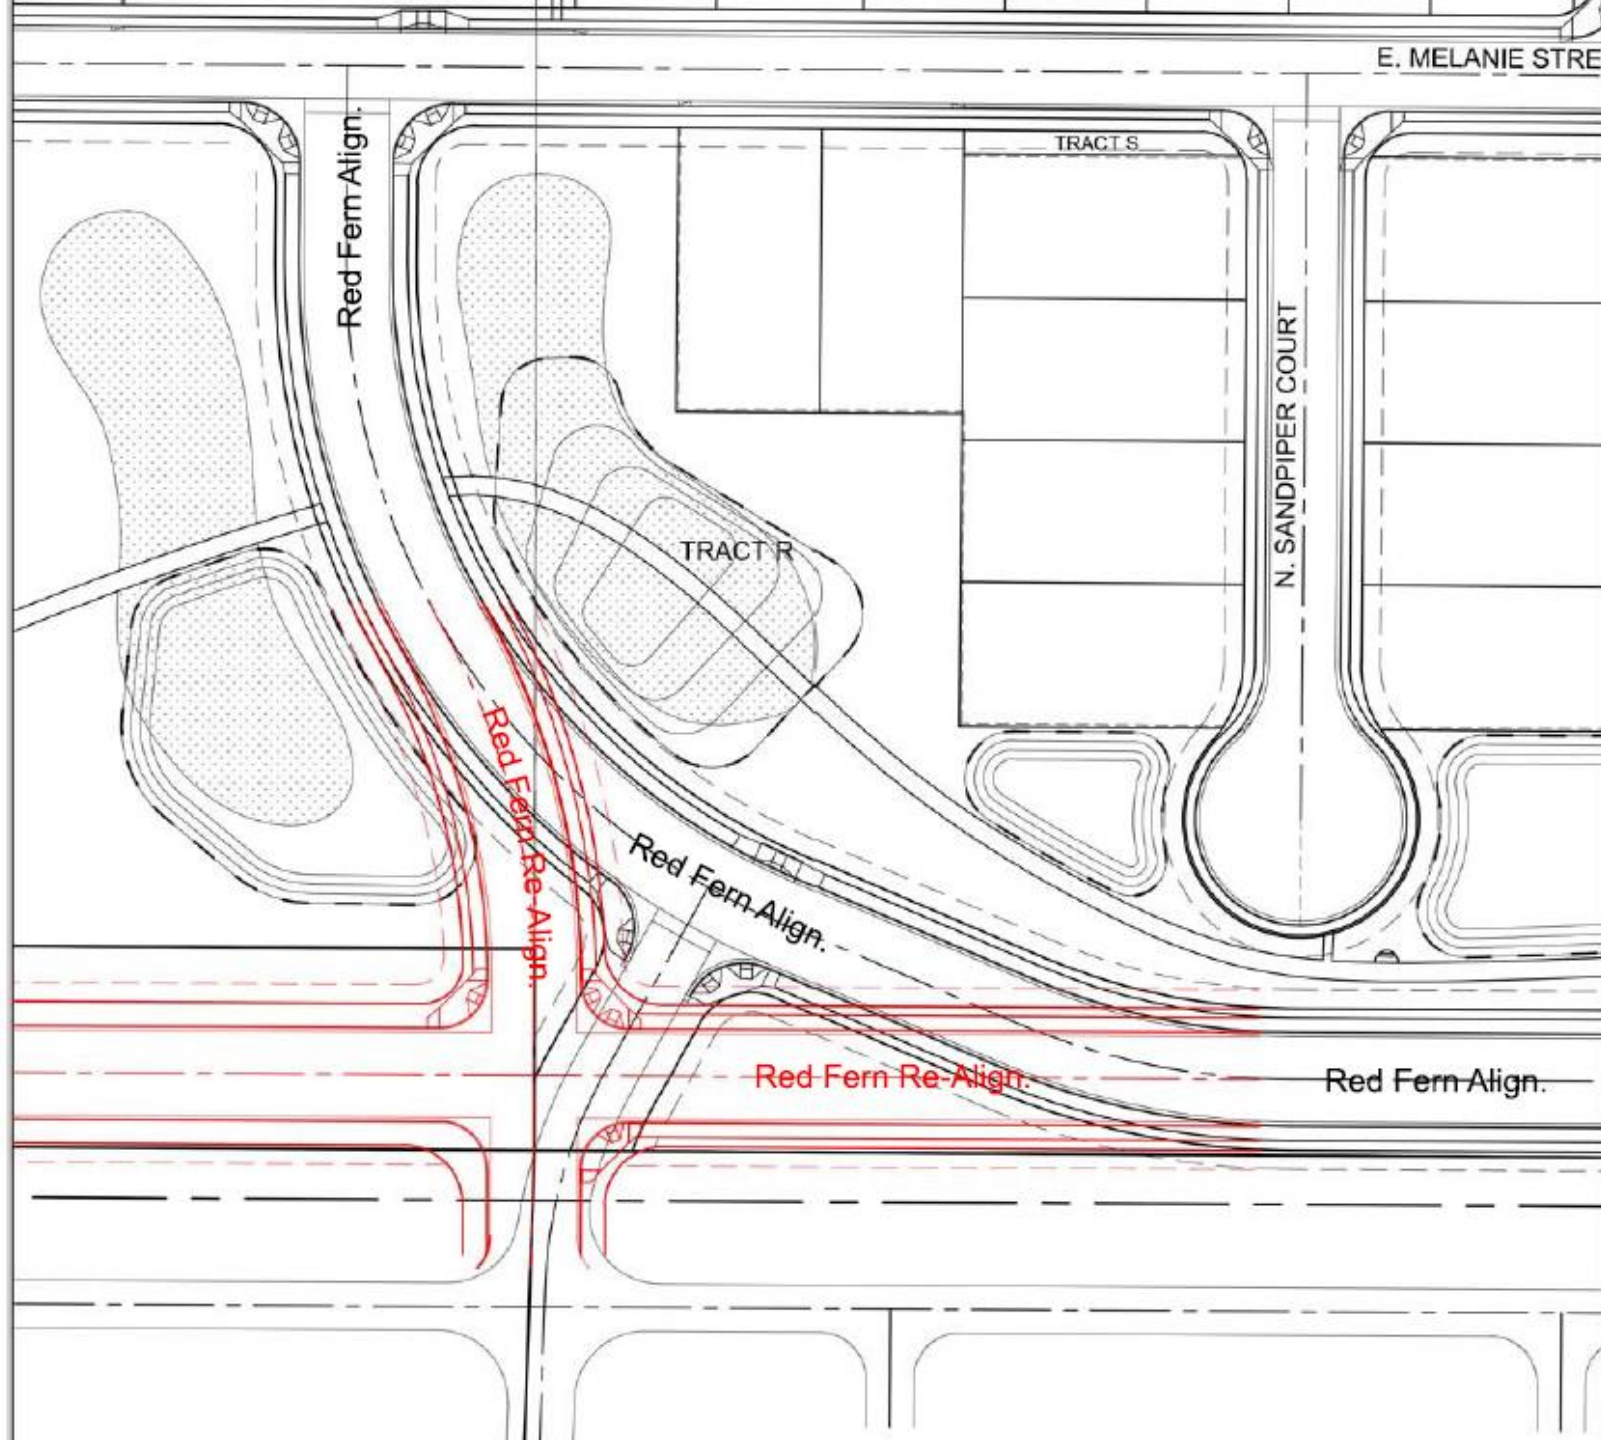 E. MELANIE STRE
Red Fern Align.
TRACT S
N. SANDPIPER COURT
TRACT R
Red Fern Re-Align.
Red Fern Align.
Red Fern Re-Align.
Red Fern Align.